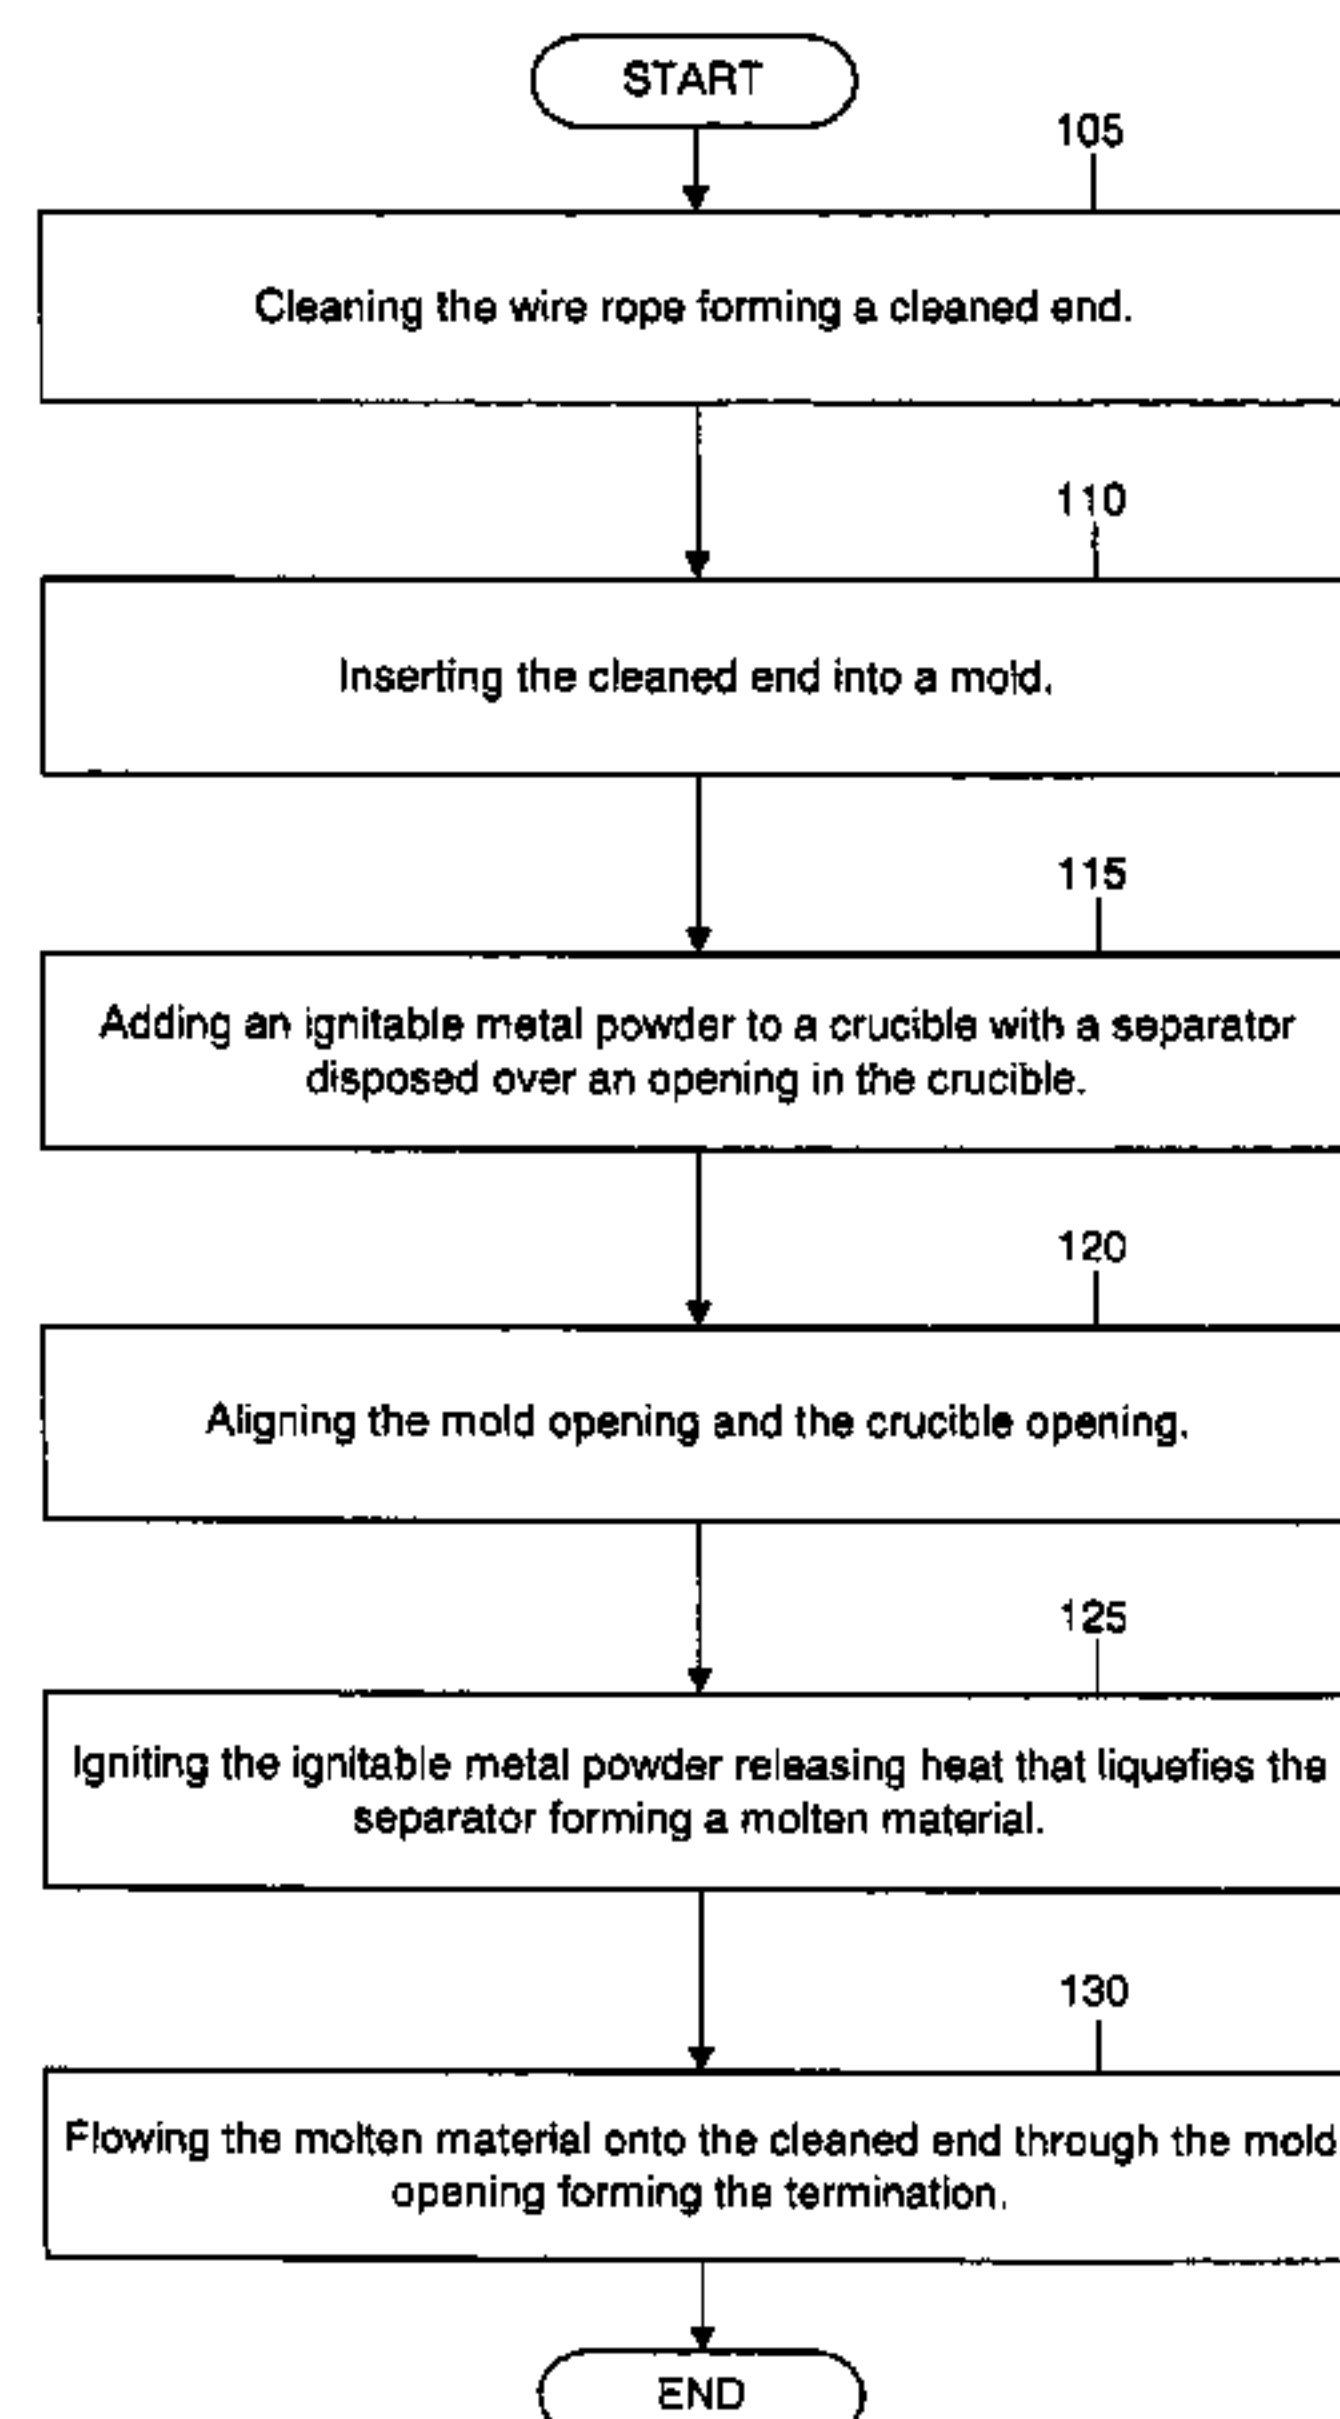 START
105
Cleaning the wire rope forming a cleaned end.
110
Inserting the cleaned end into a mold.
115
Adding an ignitable metal powder to a crucible with a separator
disposed over an opening in the crucible.
120
Aligning the mold opening and the crucible opening.
125
Igniting the ignitable metal powder releasing heat that liquefies the
separator forming a molten material.
130
Flowing the molten material onto the cleaned end through the mold
opening forming the termination.
END